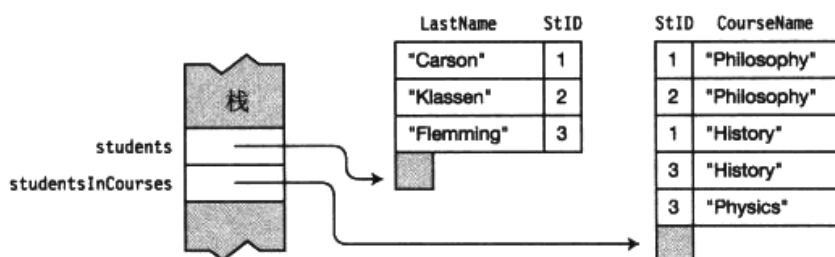 LastName StID
"Carson" 1
"Klassen" 2
"Flemming" 3
StID CourseName
1 "Philosophy"
2 "Philosophy"
1 "History"
3 "History"
3 "Physics"
栈
students
studentsInCourses